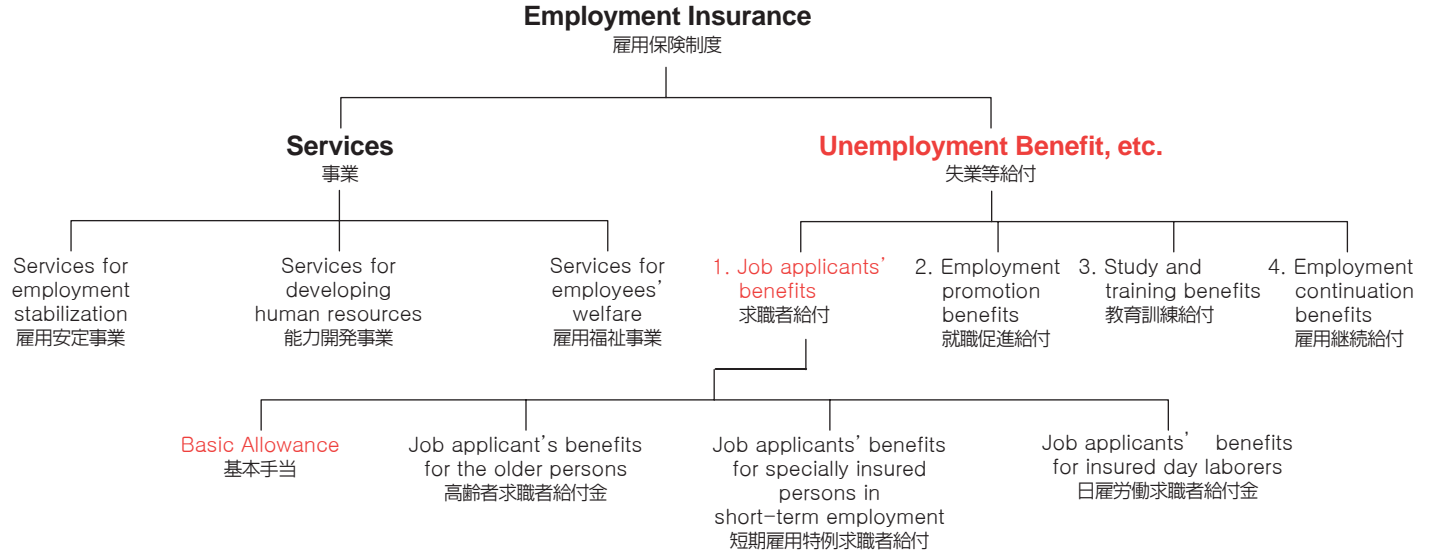 Employment Insurance
雇用保険制度
Services
事業
Unemployment Benefit, etc.
失業等給付
Services for
employment
stabilization
雇用安定事業
Services for
developing
human resources
能力開発事業
Services for
employees'
welfare
雇用福祉事業
1. Job applicants'
benefits
求職者給付
2. Employment
promotion
benefits
就職促進給付
3. Study and
training benefits
教育訓練給付
4. Employment
continuation
benefits
雇用継続給付
Basic Allowance
基本手当
Job applicant's benefits
for the older persons
高齢者求職者給付金
Job applicants' benefits
for specially insured
persons in
short-term employment
短期雇用特例求職者給付
Job applicants' benefits
for insured day laborers
日雇労働求職者給付金